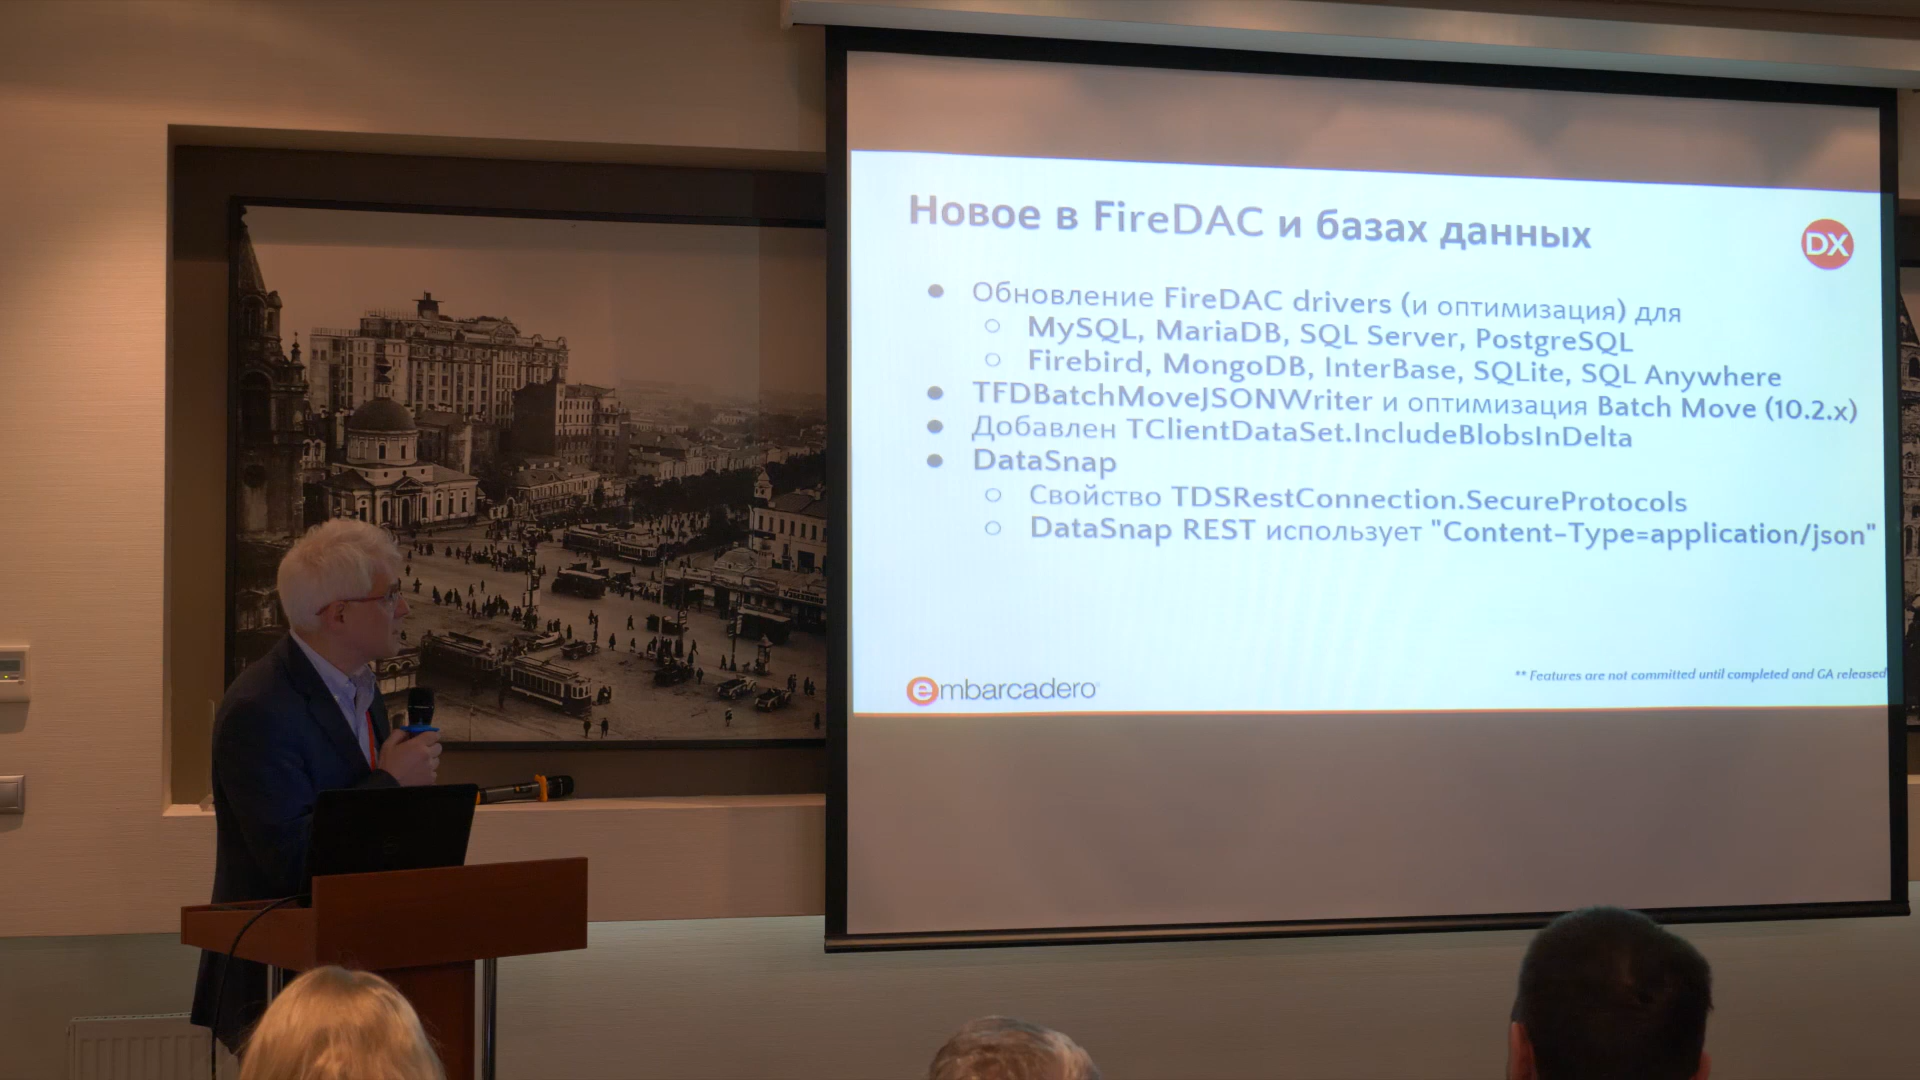 Новое в FireDAC и базах данных
DX
Обновление FireDAC drivers (и оптимизация) для
MySQL, MariaDB, SQL Server, PostgreSQL
Firebird, MongoDB, InterBase, SQLite, SQL Anywhere
TFDBatchMoveJSONWriter и оптимизация Batch Move (10.2.x)
Добавлен TClientDataSet.IncludeBlobsInDelta
DataSnap
Свойство TDSRestConnection.SecureProtocols
DataSnap REST использует "Content-Type=application/json"
** Features are not committed until completed and GA released
embarcadero